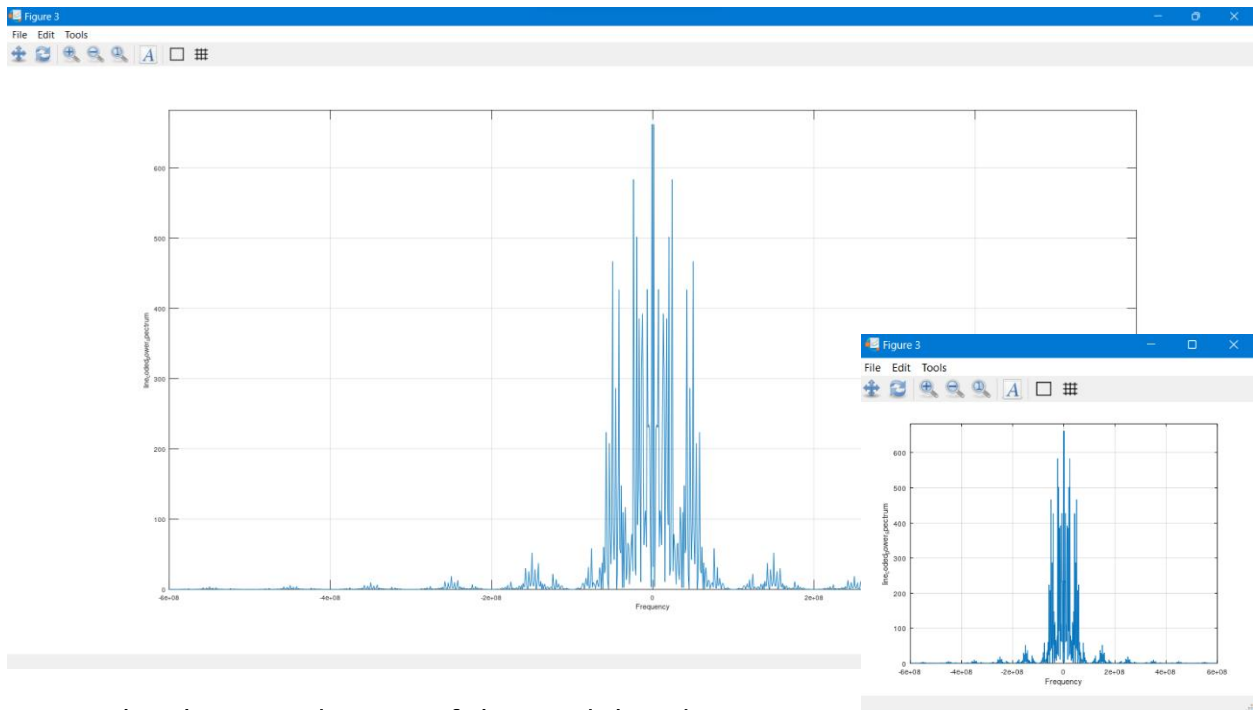 Figure 3
File Edit Tools
A
600
500
400
300
200
100
0
line_coded_power_spectrum
-6e+08 -4e+08 -2e+08 0 2e+08
Frequency
Figure 3
File Edit Tools
A
600
500
400
300
200
100
0
line_coded_power_spectrum
-6e+08 -4e+08 -2e+08 0 2e+08 4e+08 6e+08
Frequency